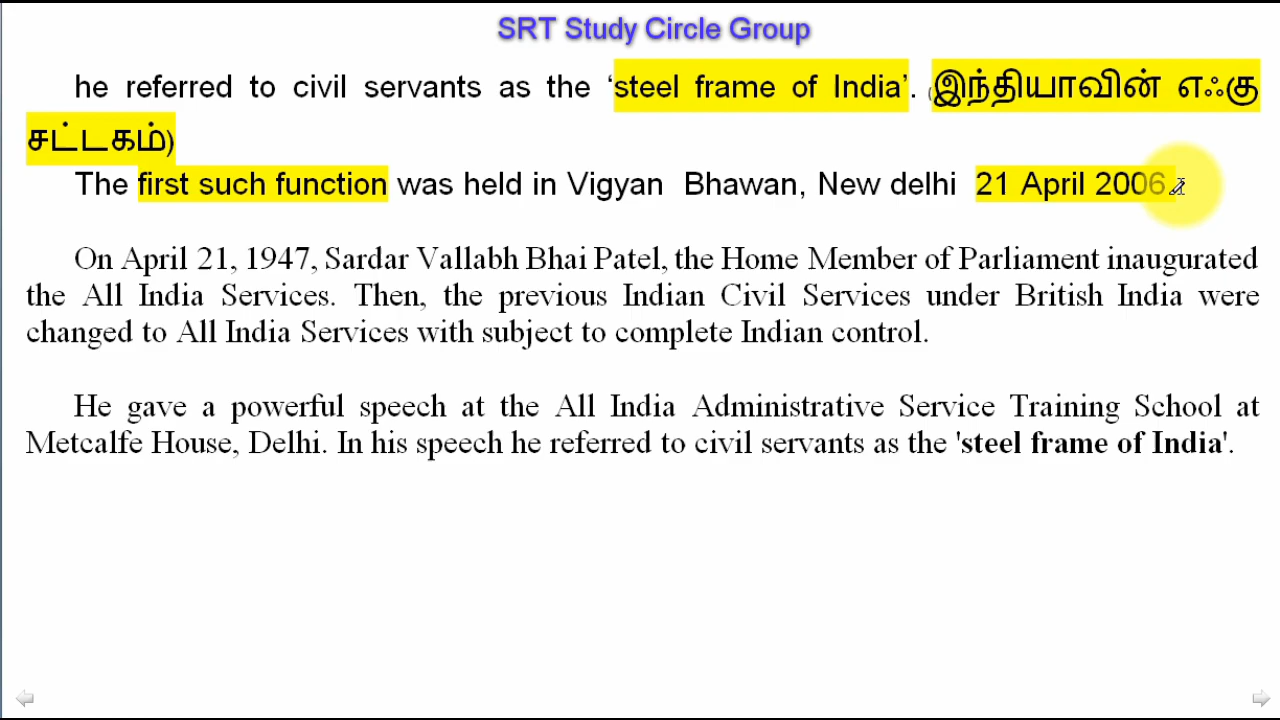 SRT Study Circle Group
he referred to civil servants as the ‘steel frame of India’. (இந்தியாவின் எஃகு
சட்டகம்)
The first such function was held in Vigyan Bhawan, New delhi 21 April 2006.
On April 21, 1947, Sardar Vallabh Bhai Patel, the Home Member of Parliament inaugurated
the All India Services. Then, the previous Indian Civil Services under British India were
changed to All India Services with subject to complete Indian control.
He gave a powerful speech at the All India Administrative Service Training School at
Metcalfe House, Delhi. In his speech he referred to civil servants as the 'steel frame of India'.